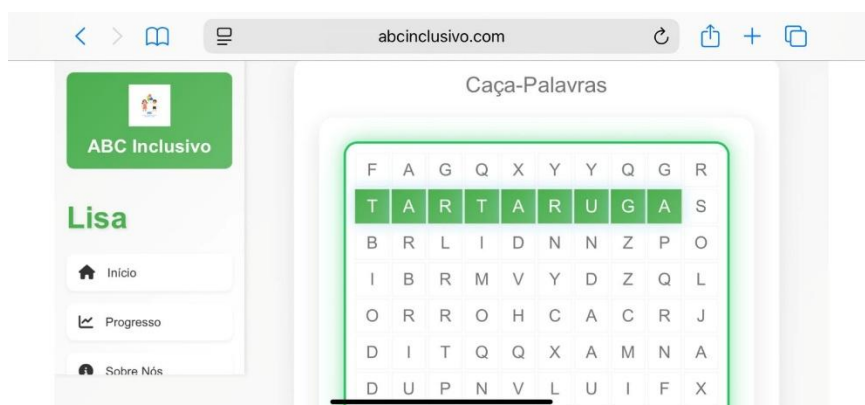 abcinclusivo.com
ABC Inclusivo
Lisa
Início
Progresso
Sobre Nós
Caça-Palavras
F A G Q X Y Y Q G R
T A R T A R U G A S
B R L I D N N Z P O
I B R M V Y D Z Q L
O R R O H C A C R J
D I T Q Q X A M N A
D U P N V L U I F X